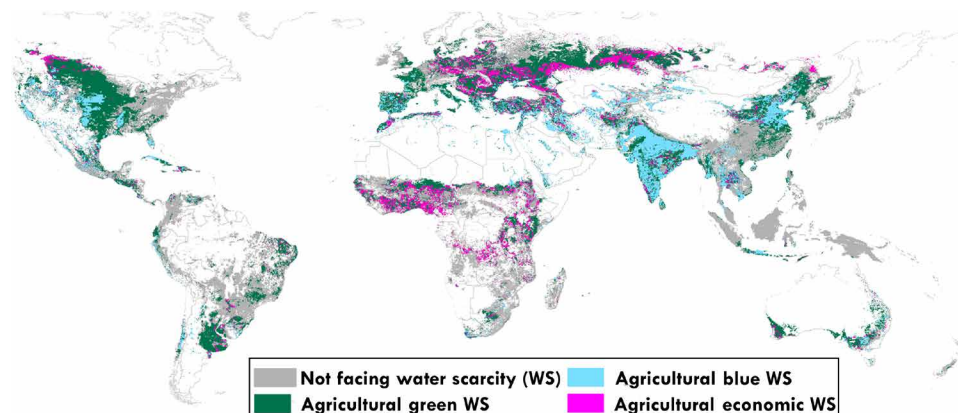 Not facing water scarcity (WS) Agricultural blue WS
Agricultural green WS Agricultural economic WS